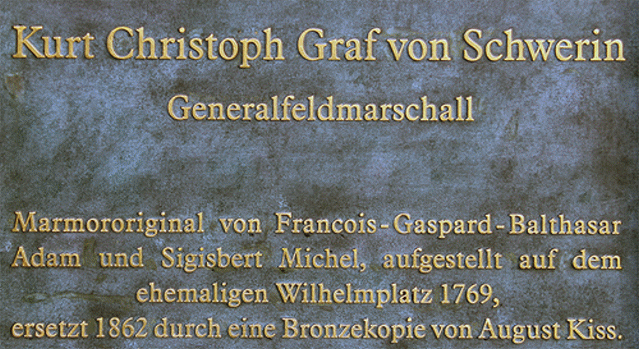 Kurt Christoph Graf von Schwerin
Generalfeldmarschall
Marmororiginal von Francois-Gaspard-Balthasar
Adam und Sigisbert Michel, aufgestellt auf dem
ehemaligen Wilhelmplatz 1769,
ersetzt 1862 durch eine Bronzekopie von August Kiss.